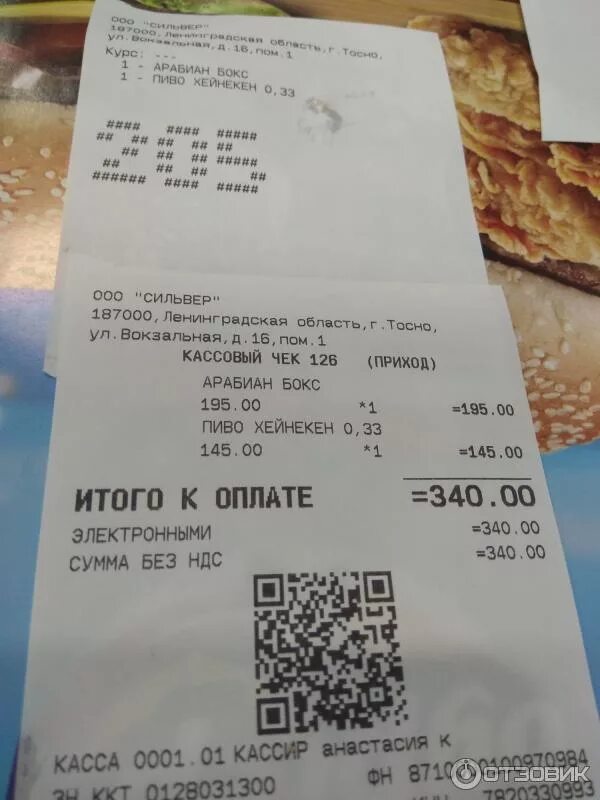 ООО "СИЛЬВЕР"
187000,Ленинградская область,г.Тосно,
ул.Вокзальная,д.16,пом.1
Курс: ---
1 - АРАБИАН БОКС
1 - ПИВО ХЕЙНЕКЕН 0,33
205
ООО "СИЛЬВЕР"
187000,Ленинградская область,г.Тосно,
ул.Вокзальная,д.16,пом.1
КАССОВЫЙ ЧЕК 126 (ПРИХОД)
АРАБИАН БОКС
195.00 *1 =195.00
ПИВО ХЕЙНЕКЕН 0,33
145.00 *1 =145.00
ИТОГО К ОПЛАТЕ =340.00
ЭЛЕКТРОННЫМИ =340.00
СУММА БЕЗ НДС =340.00
КАССА 0001.01 КАССИР анастасия к
ЗН ККТ 0128031300 ФН
7820330993
ОТЗОВИК